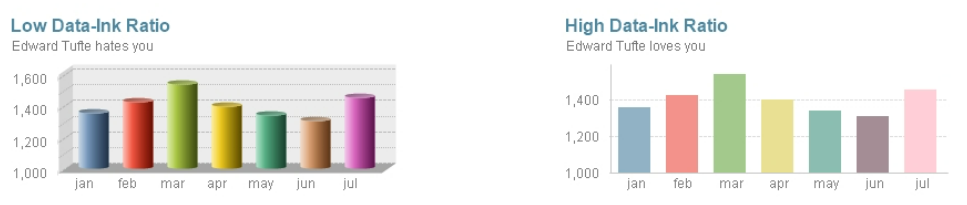 Low Data-Ink Ratio
Edward Tufte hates you
1,600
1,400
1,200
1,000
jan feb mar apr may jun jul
High Data-Ink Ratio
Edward Tufte loves you
1,400
1,200
1,000
jan feb mar apr may jun jul